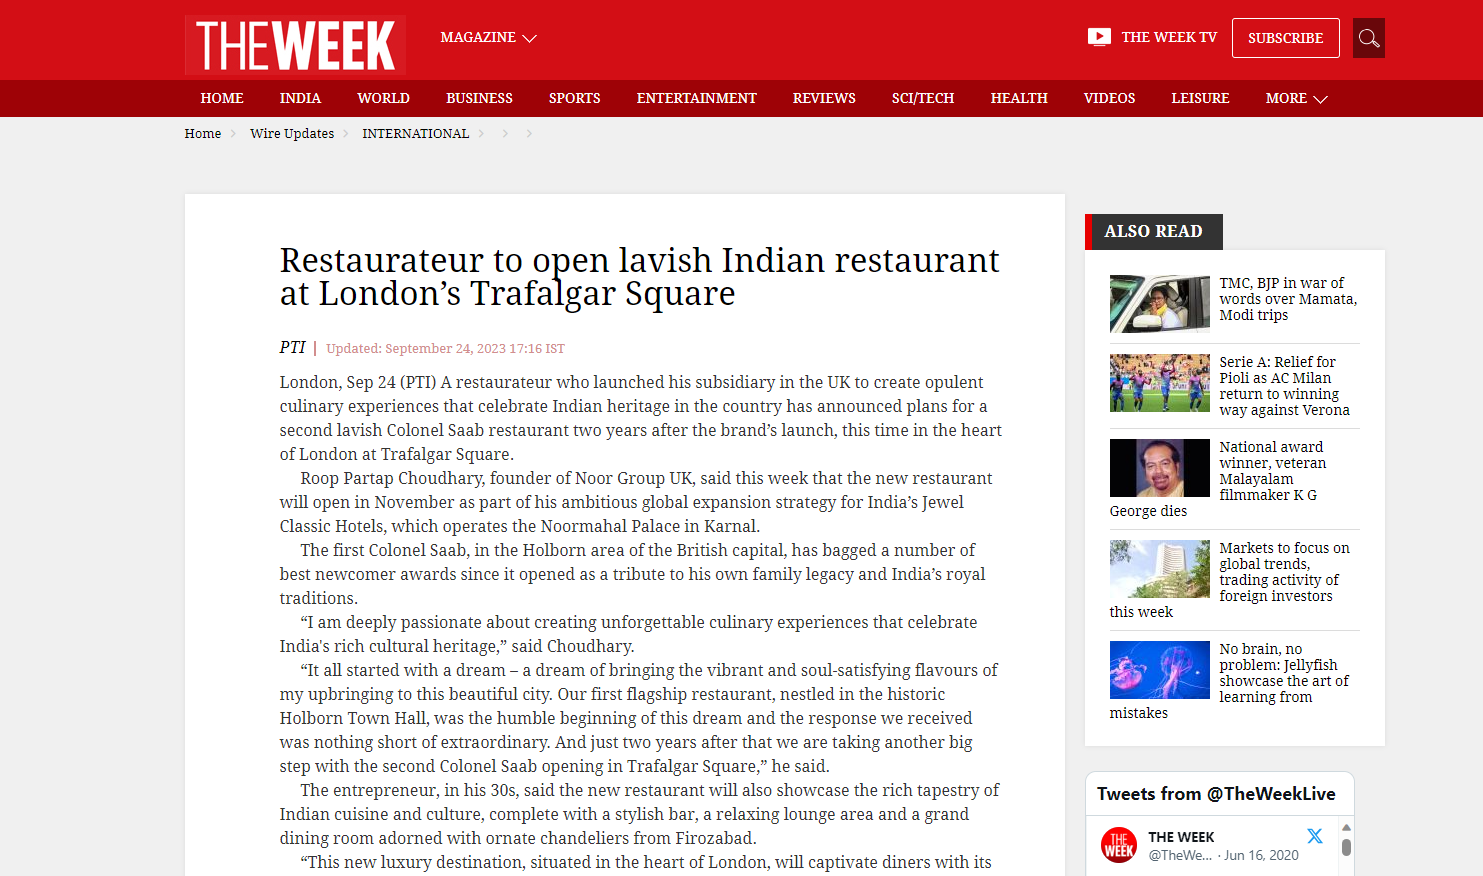 THEWEEK
MAGAZINE
THE WEEK TV
SUBSCRIBE
HOME
INDIA
WORLD
BUSINESS
SPORTS
ENTERTAINMENT
REVIEWS
SCI/TECH
HEALTH
VIDEOS
LEISURE
MORE
Home
Wire Updates
INTERNATIONAL
Restaurateur to open lavish Indian restaurant
at London’s Trafalgar Square
PTI | Updated: September 24, 2023 17:16 IST
London, Sep 24 (PTI) A restaurateur who launched his subsidiary in the UK to create opulent
culinary experiences that celebrate Indian heritage in the country has announced plans for a
second lavish Colonel Saab restaurant two years after the brand’s launch, this time in the heart
of London at Trafalgar Square.
Roop Partap Choudhary, founder of Noor Group UK, said this week that the new restaurant
will open in November as part of his ambitious global expansion strategy for India’s Jewel
Classic Hotels, which operates the Noormahal Palace in Karnal.
The first Colonel Saab, in the Holborn area of the British capital, has bagged a number of
best newcomer awards since it opened as a tribute to his own family legacy and India’s royal
traditions.
“I am deeply passionate about creating unforgettable culinary experiences that celebrate
India's rich cultural heritage,” said Choudhary.
“It all started with a dream – a dream of bringing the vibrant and soul-satisfying flavours of
my upbringing to this beautiful city. Our first flagship restaurant, nestled in the historic
Holborn Town Hall, was the humble beginning of this dream and the response we received
was nothing short of extraordinary. And just two years after that we are taking another big
step with the second Colonel Saab opening in Trafalgar Square,” he said.
The entrepreneur, in his 30s, said the new restaurant will also showcase the rich tapestry of
Indian cuisine and culture, complete with a stylish bar, a relaxing lounge area and a grand
dining room adorned with ornate chandeliers from Firozabad.
“This new luxury destination, situated in the heart of London, will captivate diners with its
ALSO READ
TMC, BJP in war of
words over Mamata,
Modi trips
Serie A: Relief for
Pioli as AC Milan
return to winning
way against Verona
National award
winner, veteran
Malayalam
filmmaker K G
George dies
Markets to focus on
global trends,
trading activity of
foreign investors
this week
No brain, no
problem: Jellyfish
showcase the art of
learning from
mistakes
Tweets from @TheWeekLive
THE WEEK
THE WEEK
@TheWe... · Jun 16, 2020